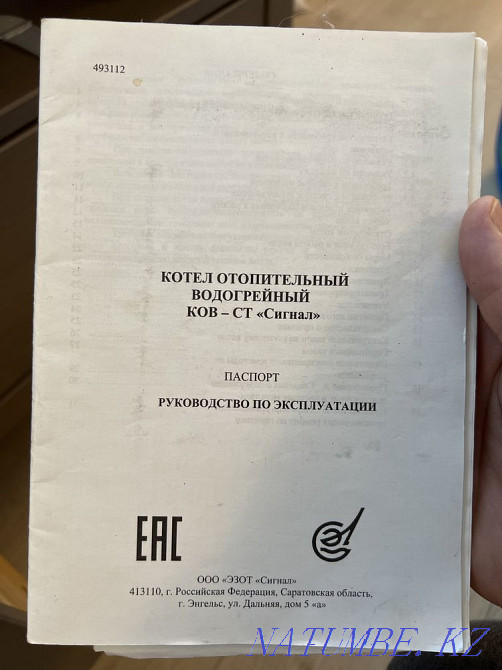 493112
КОТЕЛ ОТОПИТЕЛЬНЫЙ
ВОДОГРЕЙНЫЙ
КОВ – СТ «Сигнал»
ПАСПОРТ
РУКОВОДСТВО ПО ЭКСПЛУАТАЦИИ
ЕАС
ООО «ЭЗОТ «Сигнал»
413110, г. Российская Федерация, Саратовская область,
г. Энгельс, ул. Дальняя, дом 5 «а»
NATUMBE. KZ